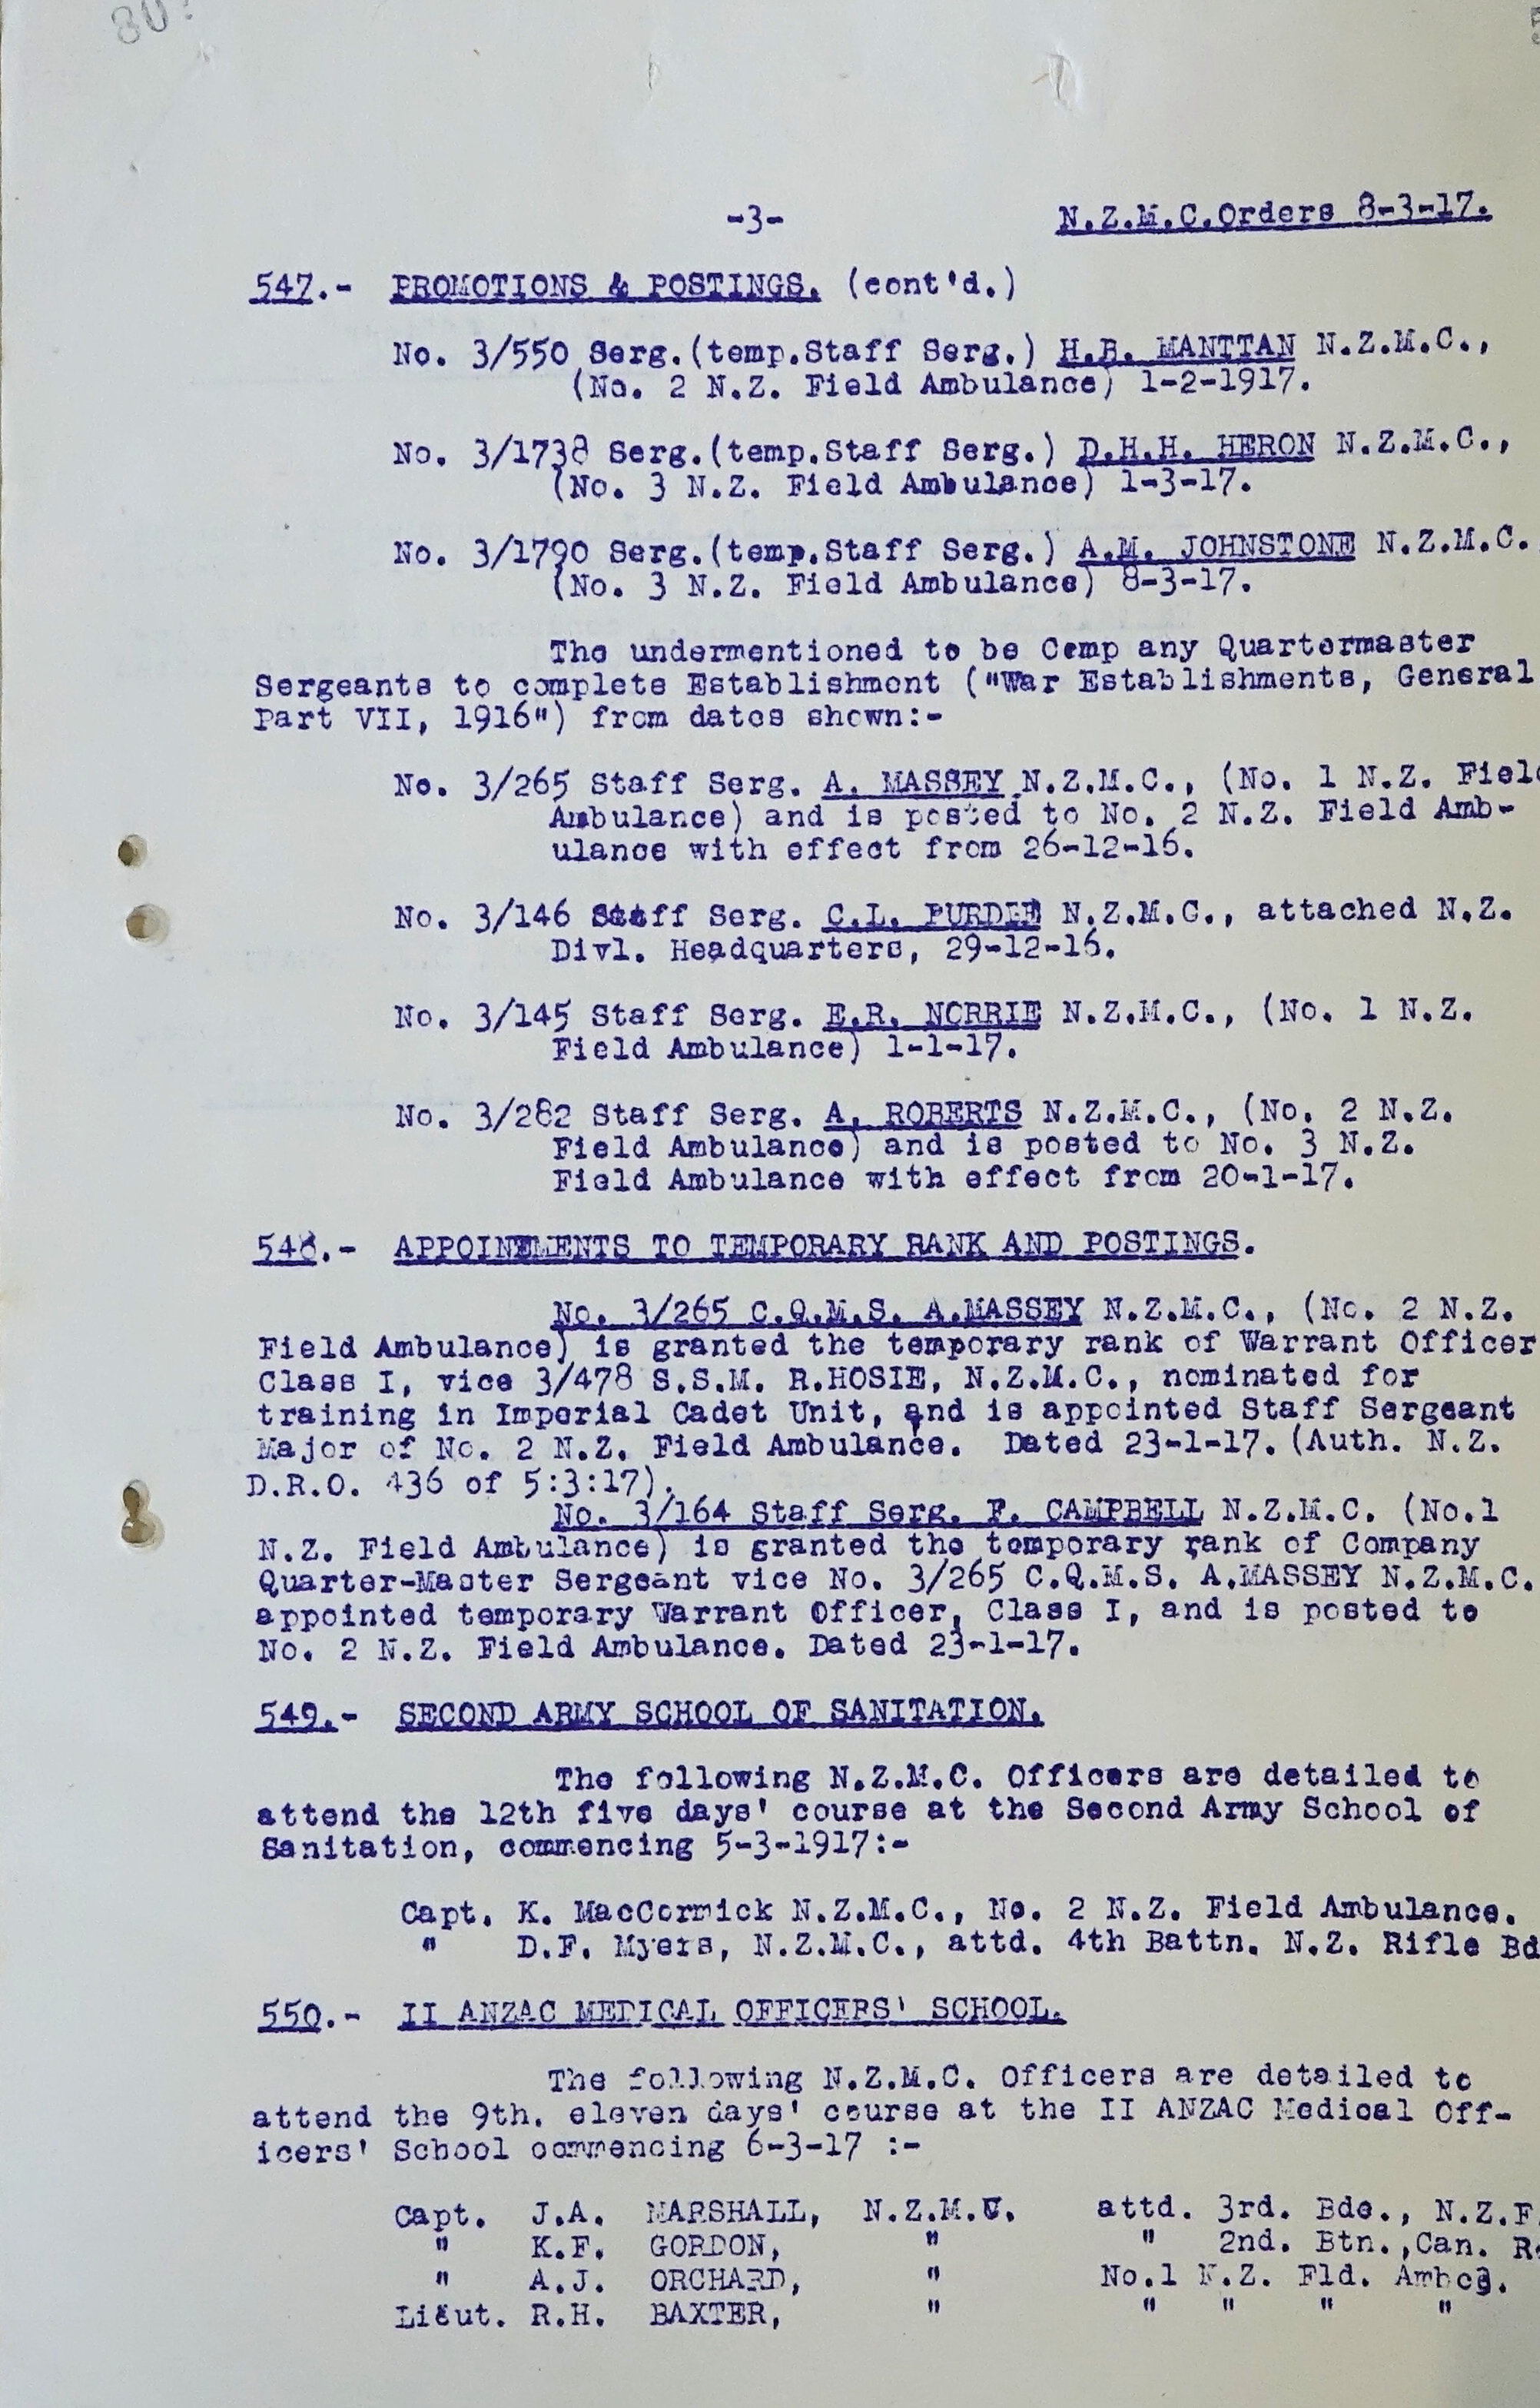 80?
-3-
N.Z.M.C.Orders 8-3-17.
547.- PROMOTIONS & POSTINGS. (cont'd.)
No. 3/550 Serg.(temp.Staff Serg.) H.B. MANTTAN N.Z.M.C.,
(No. 2 N.Z. Field Ambulance) 1-2-1917.
No. 3/1738 Serg.(temp.Staff Serg.) D.H.H. HERON N.Z.M.C.,
(No. 3 N.Z. Field Ambulance) 1-3-17.
No. 3/1790 Serg.(temp.Staff Serg.) A.M. JOHNSTONE N.Z.M.C.
(No. 3 N.Z. Field Ambulance) 8-3-17.
The undermentioned to be Comp any Quartermaster
Sergeants to complete Establishment ("War Establishments, General
Part VII, 1916") from dates shown:-
No. 3/265 Staff Serg. A. MASSEY N.Z.M.C., (No. 1 N.Z. Fiel
Ambulance) and is posted to No. 2 N.Z. Field Amb-
ulance with effect from 26-12-16.
No. 3/146 Staff Serg. C.L. PURDIE N.Z.M.C., attached N.Z.
Divl. Headquarters, 29-12-16.
No. 3/145 Staff Serg. E.R. NORRIE N.Z.M.C., (No. 1 N.Z.
Field Ambulance) 1-1-17.
No. 3/282 Staff Serg. A. ROBERTS N.Z.M.C., (No. 2 N.Z.
Field Ambulance) and is posted to No. 3 N.Z.
Field Ambulance with effect from 20-1-17.
548.- APPOINTMENTS TO TEMPORARY RANK AND POSTINGS.
No. 3/265 C.Q.M.S. A.MASSEY N.Z.M.C., (No. 2 N.Z.
Field Ambulance) is granted the temporary rank of Warrant Officer
Class I, vice 3/478 S.S.M. R.HOSIE, N.Z.M.C., nominated for
training in Imperial Cadet Unit, and is appointed Staff Sergeant
Major of No. 2 N.Z. Field Ambulance. Dated 23-1-17. (Auth. N.Z.
D.R.O. 436 of 5:3:17).
No. 3/164 Staff Serg. F. CAMPBELL N.Z.M.C. (No.1
N.Z. Field Ambulance) is granted the temporary rank of Company
Quarter-Master Sergeant vice No. 3/265 C.Q.M.S. A.MASSEY N.Z.M.C.
appointed temporary Warrant Officer, Class I, and is posted to
No. 2 N.Z. Field Ambulance. Dated 23-1-17.
549.- SECOND ARMY SCHOOL OF SANITATION.
The following N.Z.M.C. Officers are detailed to
attend the 12th five days' course at the Second Army School of
Sanitation, commencing 5-3-1917:-
Capt. K. MacCormick N.Z.M.C., No. 2 N.Z. Field Ambulance.
" D.F. Myers, N.Z.M.C., attd. 4th Battn. N.Z. Rifle Bd
550.- II ANZAC MEDICAL OFFICERS' SCHOOL.
The following N.Z.M.C. Officers are detailed to
attend the 9th. eleven days' course at the II ANZAC Medical Off-
icers' School commencing 6-3-17 :-
Capt. J.A. MARSHALL, N.Z.M.C. attd. 3rd. Bde., N.Z.F.
" K.F. GORDON, " " 2nd. Btn.,Can. Re
" A.J. ORCHARD, " No.1 N.Z. Fld. Ambce.
Lieut. R.H. BAXTER, " " " " "